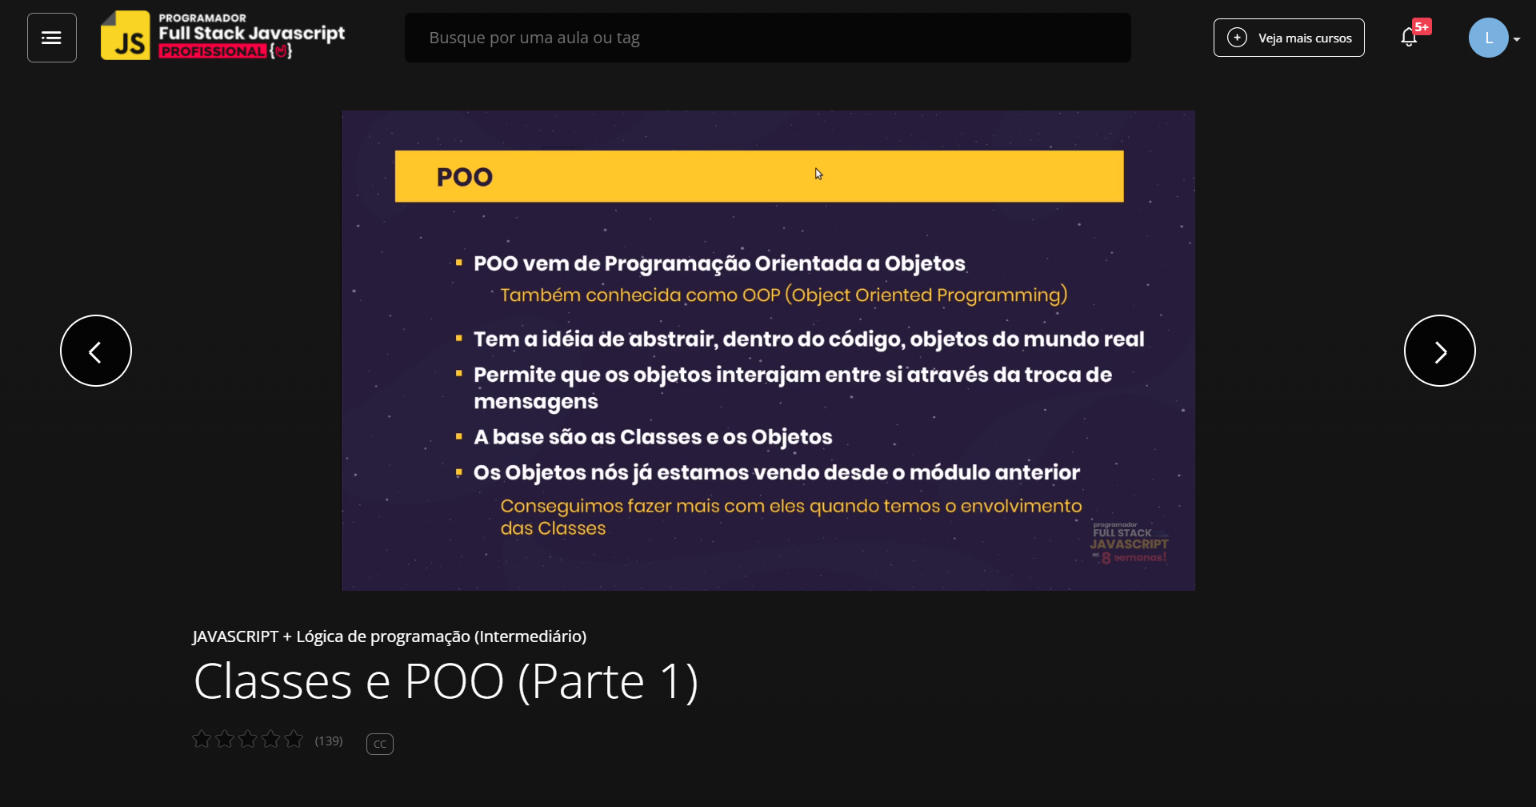 PROGRAMADOR
JS
Full Stack Javascript
PROFISSIONAL
Busque por uma aula ou tag
Veja mais cursos
5+
L
POO
POO vem de Programação Orientada a Objetos
Também conhecida como OOP (Object Oriented Programming)
Tem a idéia de abstrair, dentro do código, objetos do mundo real
Permite que os objetos interajam entre si através da troca de
mensagens
A base são as Classes e os Objetos
Os Objetos nós já estamos vendo desde o módulo anterior
Conseguimos fazer mais com eles quando temos o envolvimento
das Classes
programador
FULL STACK
JAVASCRIPT
8 semanas!
JAVASCRIPT + Lógica de programação (Intermediário)
Classes e POO (Parte 1)
(139)
CC